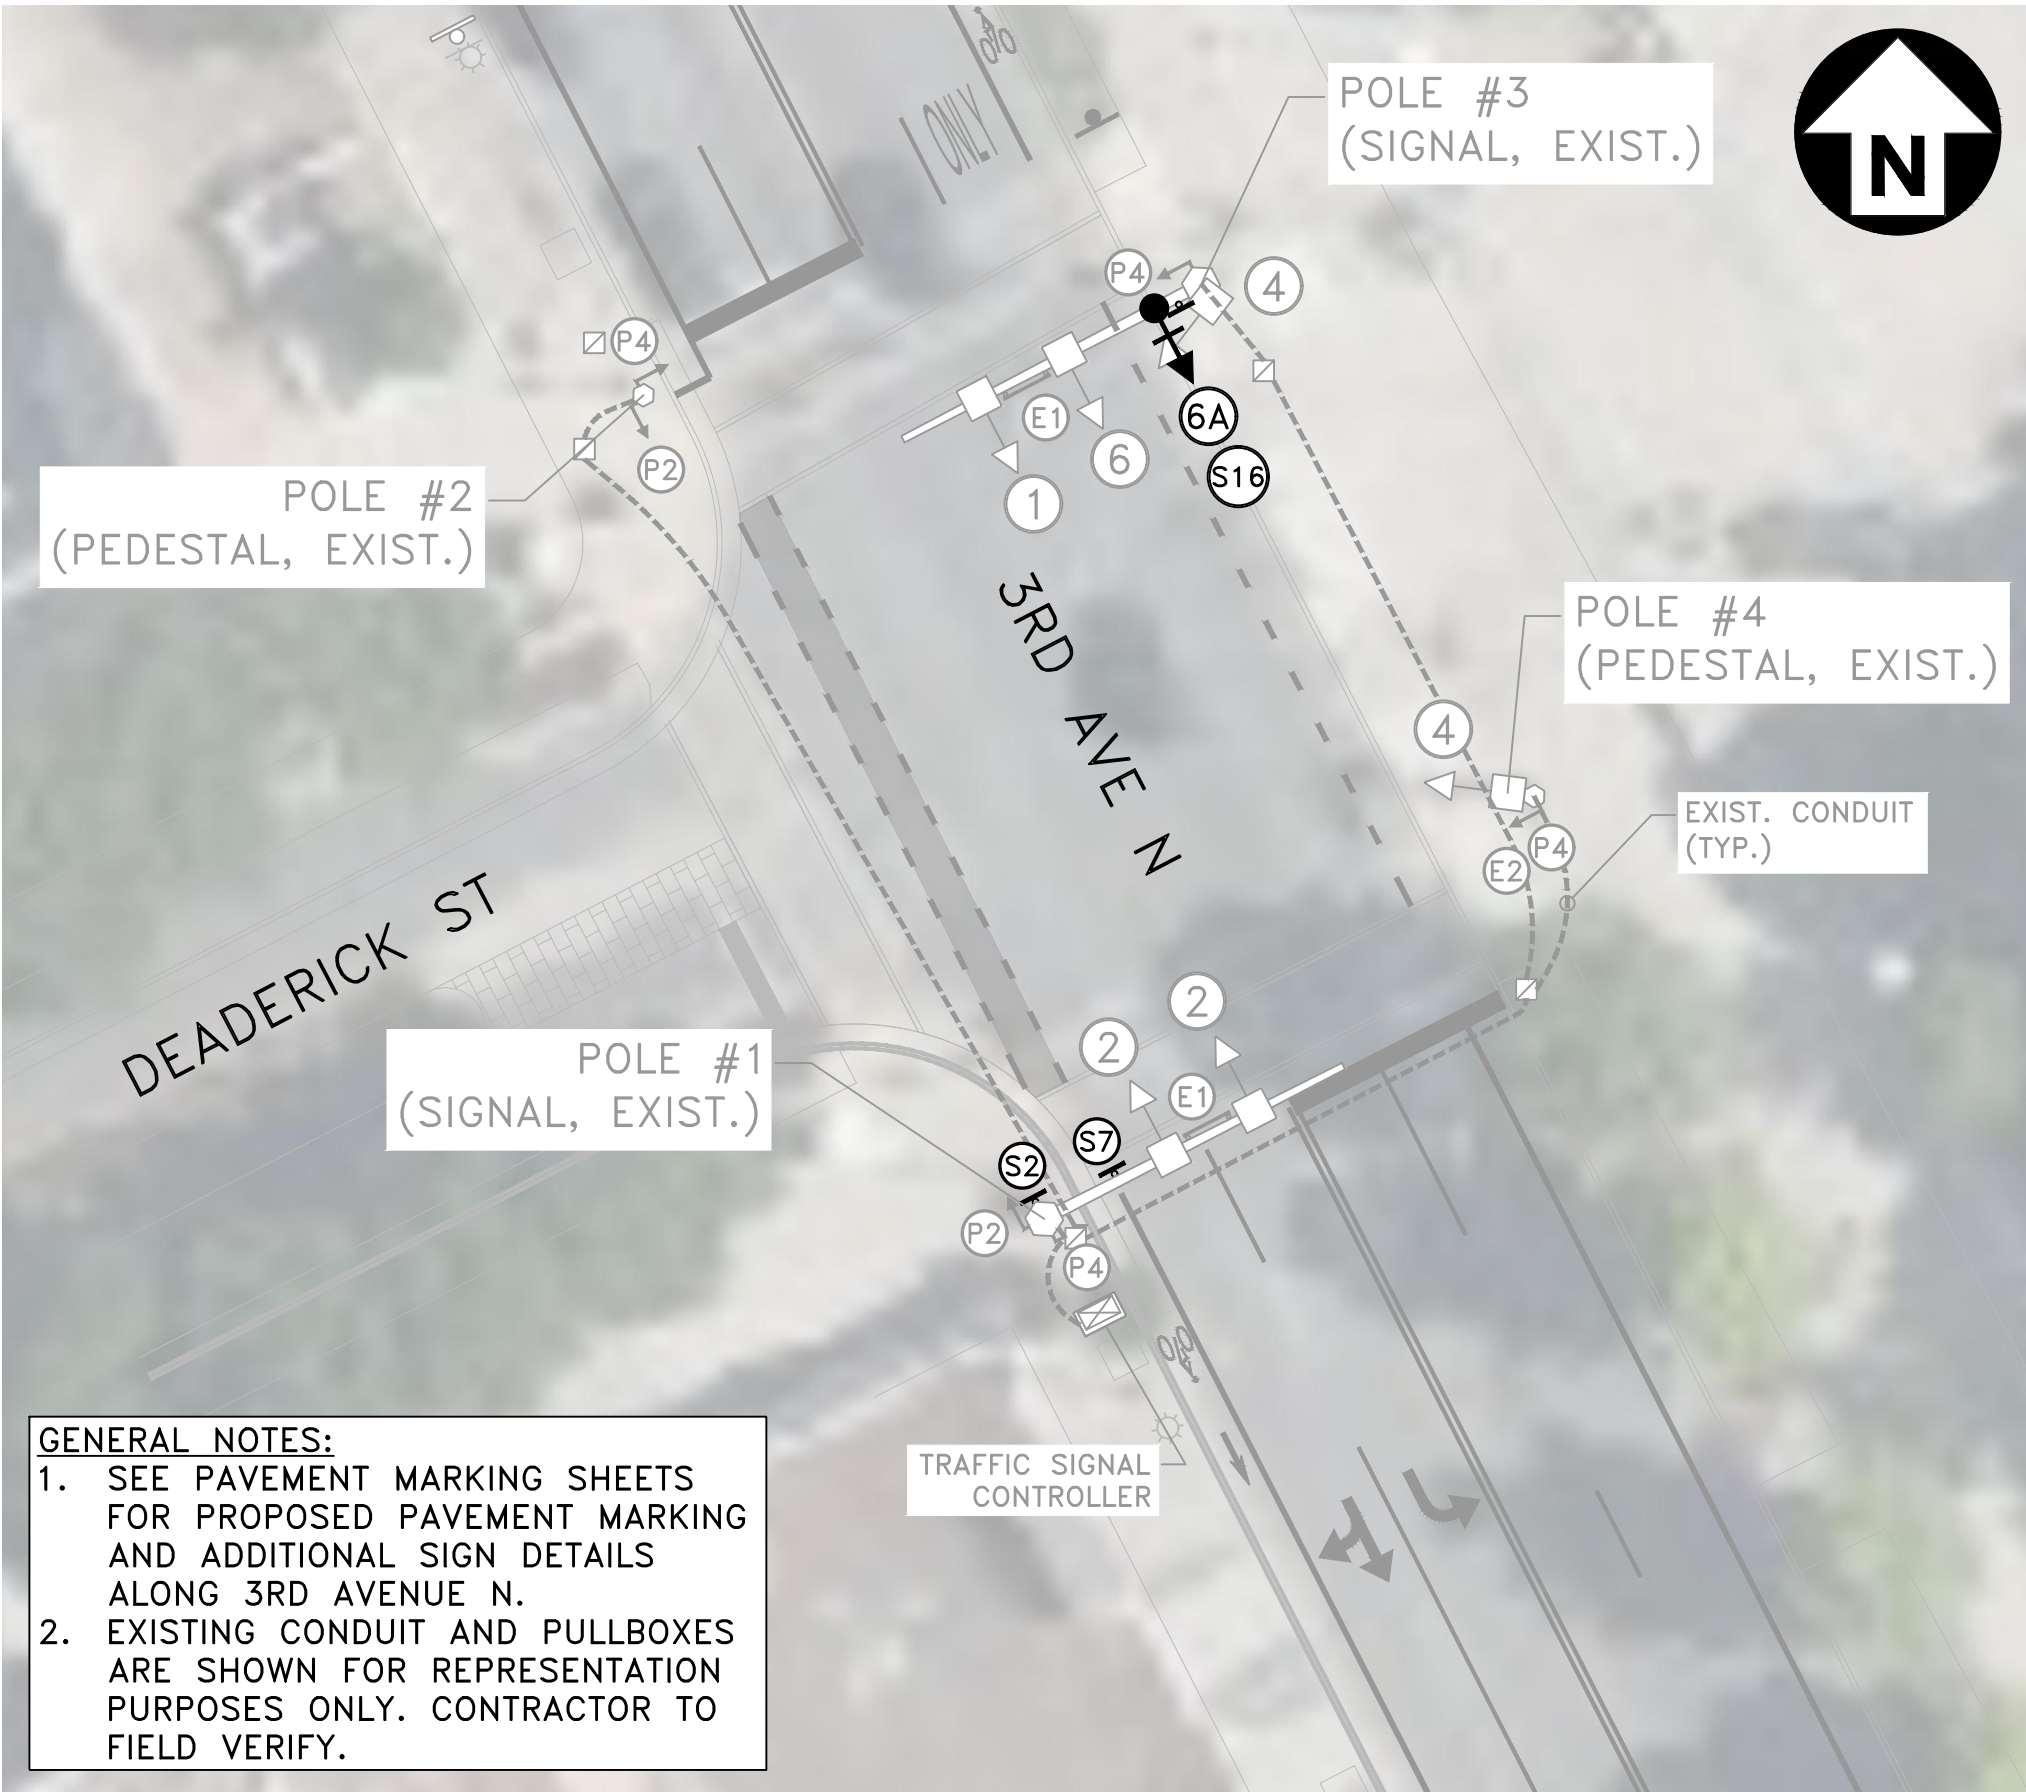 ONLY
POLE #3
(SIGNAL, EXIST.)
N
P4
4
P4
6A
E1
6
S16
P2
1
POLE #2
(PEDESTAL, EXIST.)
3RD AVE N
POLE #4
(PEDESTAL, EXIST.)
4
EXIST. CONDUIT
(TYP.)
P4
E2
DEADERICK ST
2
2
POLE #1
(SIGNAL, EXIST.)
E1
S7
S2
P2
P4
TRAFFIC SIGNAL
CONTROLLER
GENERAL NOTES:
1. SEE PAVEMENT MARKING SHEETS
FOR PROPOSED PAVEMENT MARKING
AND ADDITIONAL SIGN DETAILS
ALONG 3RD AVENUE N.
2. EXISTING CONDUIT AND PULLBOXES
ARE SHOWN FOR REPRESENTATION
PURPOSES ONLY. CONTRACTOR TO
FIELD VERIFY.